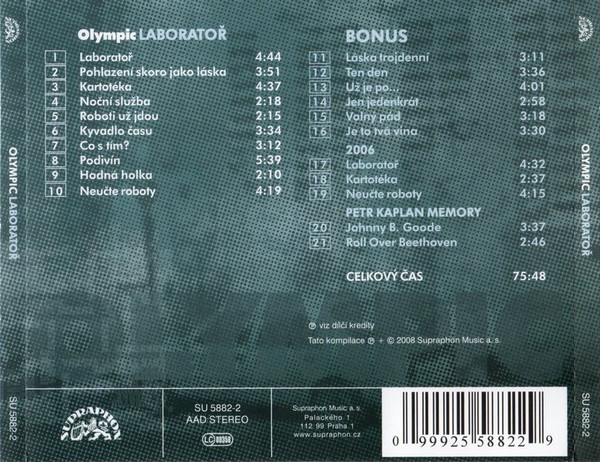 Olympic LABORATOŘ
1 Laboratoř 4:44
2 Pohlazení skoro jako láska 3:51
3 Kartotéka 4:37
4 Noční služba 2:18
5 Roboti už jdou 2:15
6 Kyvadlo času 3:34
7 Co s tím? 3:12
8 Podivín 5:39
9 Hodná holka 2:10
10 Neučte roboty 4:19
BONUS
11 Láska trojdenní 3:11
12 Ten den 3:36
13 Už je po... 4:01
14 Jen jedenkrát 2:58
15 Volný pád 3:18
16 Je to tvá vina 3:30
2006
17 Laboratoř 4:32
18 Kartotéka 2:37
19 Neučte roboty 4:15
PETR KAPLAN MEMORY
20 Johnny B. Goode 3:37
21 Roll Over Beethoven 2:46
CELKOVÝ ČAS 75:48
℗ viz dílčí kredity
Tato kompilace ℗ + © 2008 Supraphon Music a. s.
SUPRAPHON
SU 5882-2
AAD STEREO
LC 00358
Supraphon Music a. s.
Palackého 1
112 99 Praha 1
www.supraphon.cz
0 99925 58822 9
OLYMPIC LABORATOŘ
SU 5882-2
OLYMPIC LABORATOŘ
SU 5882-2